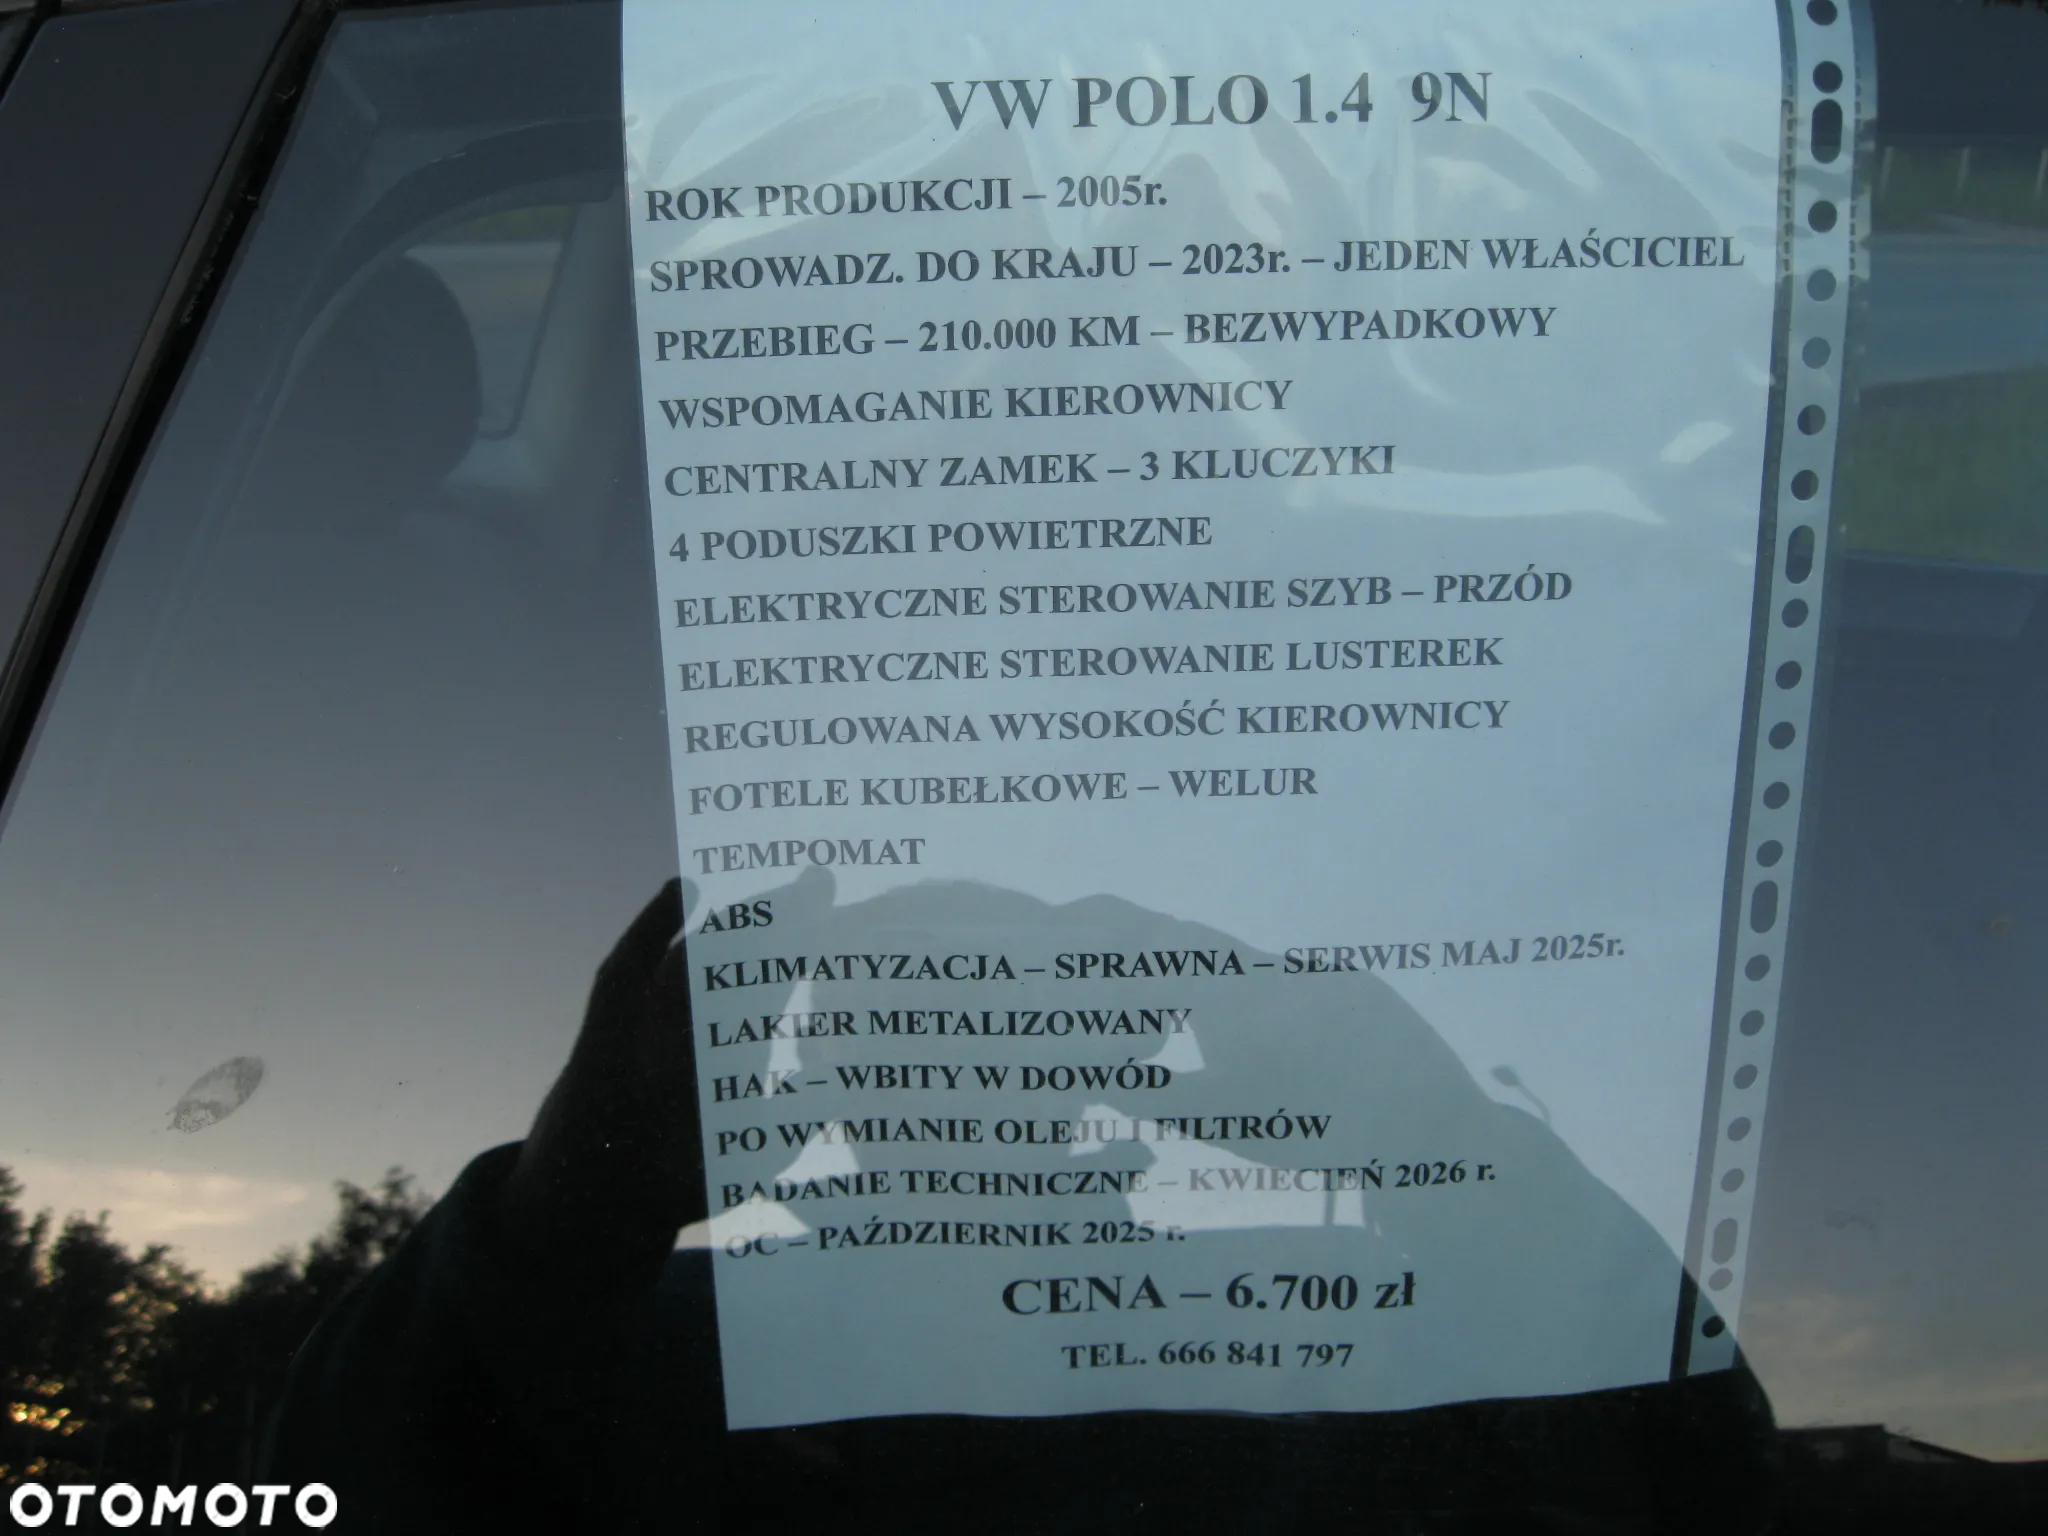 VW POLO 1.4 9N
ROK PRODUKCJI – 2005r.
SPROWADZ. DO KRAJU – 2023r. – JEDEN WŁAŚCICIEL
PRZEBIEG – 210.000 KM – BEZWYPADKOWY
WSPOMAGANIE KIEROWNICY
CENTRALNY ZAMEK – 3 KLUCZYKI
4 PODUSZKI POWIETRZNE
ELEKTRYCZNE STEROWANIE SZYB – PRZÓD
ELEKTRYCZNE STEROWANIE LUSTEREK
REGULOWANA WYSOKOŚĆ KIEROWNICY
FOTELE KUBEŁKOWE – WELUR
TEMPOMAT
ABS
KLIMATYZACJA – SPRAWNA – SERWIS MAJ 2025r.
LAKIER METALIZOWANY
HAK – WBITY W DOWÓD
PO WYMIANIE OLEJU I FILTRÓW
BADANIE TECHNICZNE – KWIECIEŃ 2026 r.
OC – PAŹDZIERNIK 2025 r.
CENA – 6.700 zł
TEL. 666 841 797
OTOMOTO